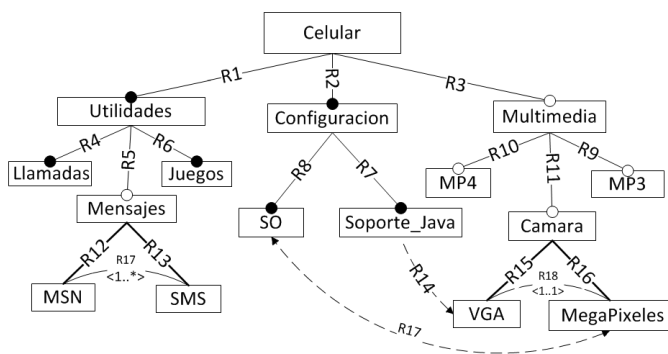 Celular
R1
R2
R3
Utilidades
Configuracion
Multimedia
R4
R5
R6
R8
R7
R10
R11
R9
Llamadas
Juegos
MP4
MP3
Mensajes
SO
Soporte_Java
Camara
R12
R17
<1..*>
R13
R14
R15
R18
<1..1>
R16
MSN
SMS
VGA
MegaPixeles
R17